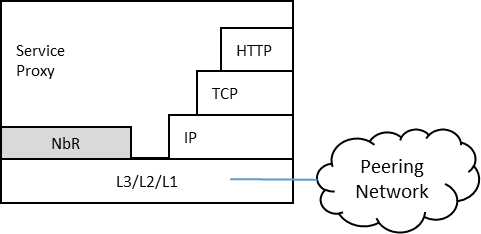 Service
Proxy
HTTP
TCP
IP
NbR
L3/L2/L1
Peering
Network